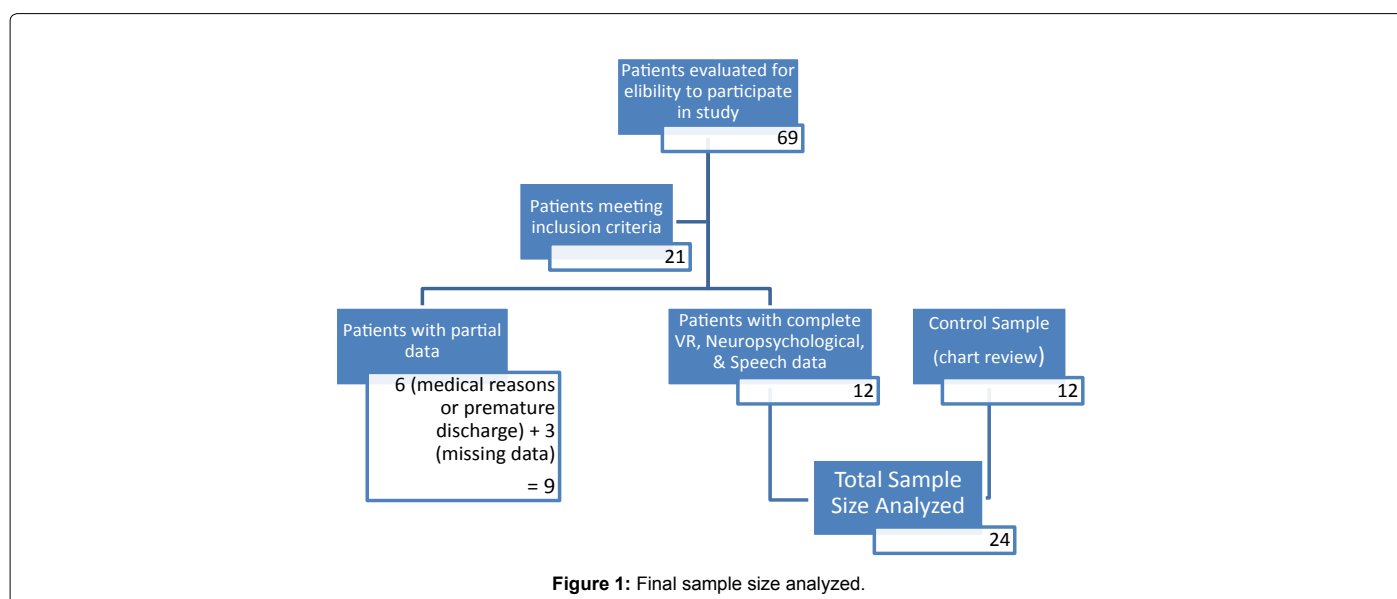 Patients evaluated for
elibility to participate
in study
69
Patients meeting
inclusion criteria
21
Patients with partial
data
6 (medical reasons
or premature
discharge) + 3
(missing data)
= 9
Patients with complete
VR, Neuropsychological,
& Speech data
12
Control Sample
(chart review)
12
Total Sample
Size Analyzed
24
Figure 1: Final sample size analyzed.